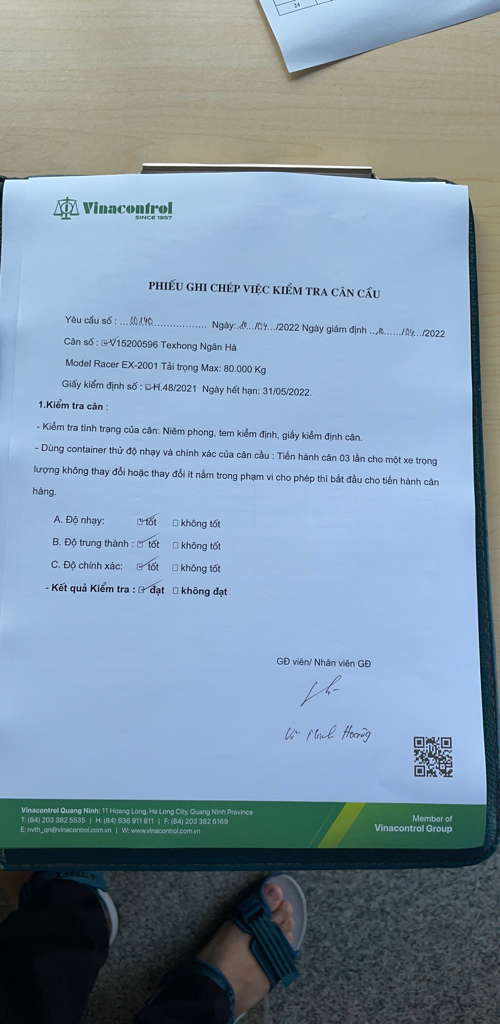 24
Vinacontrol
SINCE 1957
PHIẾU GHI CHÉP VIỆC KIỂM TRA CÂN CẨU
Yêu cầu số : ................... Ngày:....../04.../2022 Ngày giám định ......../04.../2022
Cân số : V15200596 Texhong Ngân Hà
Model Racer EX-2001 Tải trọng Max: 80.000 Kg
Giấy kiểm định số : H.48/2021 Ngày hết hạn: 31/05/2022.
1.Kiểm tra cân :
- Kiểm tra tình trạng của cân: Niêm phong, tem kiểm định, giấy kiểm định cân.
- Dùng container thử độ nhạy và chính xác của cân cẩu : Tiến hành cân 03 lần cho một xe trọng
lượng không thay đổi hoặc thay đổi ít nằm trong phạm vi cho phép thì bắt đầu cho tiến hành cân
hàng.
A. Độ nhạy: ☑ tốt ☐ không tốt
B. Độ trung thành : ☑ tốt ☐ không tốt
C. Độ chính xác: ☑ tốt ☐ không tốt
- Kết quả Kiểm tra : ☑ đạt ☐ không đạt
GĐ viên/ Nhân viên GĐ
Minh Hoàng
Vinacontrol Quang Ninh: 11 Hoang Long, Ha Long City, Quang Ninh Province
T: (84) 203 382 5535 | H: (84) 936 911 811 | F: (84) 203 382 6169
E: nvth_qn@vinacontrol.com.vn | W: www.vinacontrol.com.vn
Member of
Vinacontrol Group